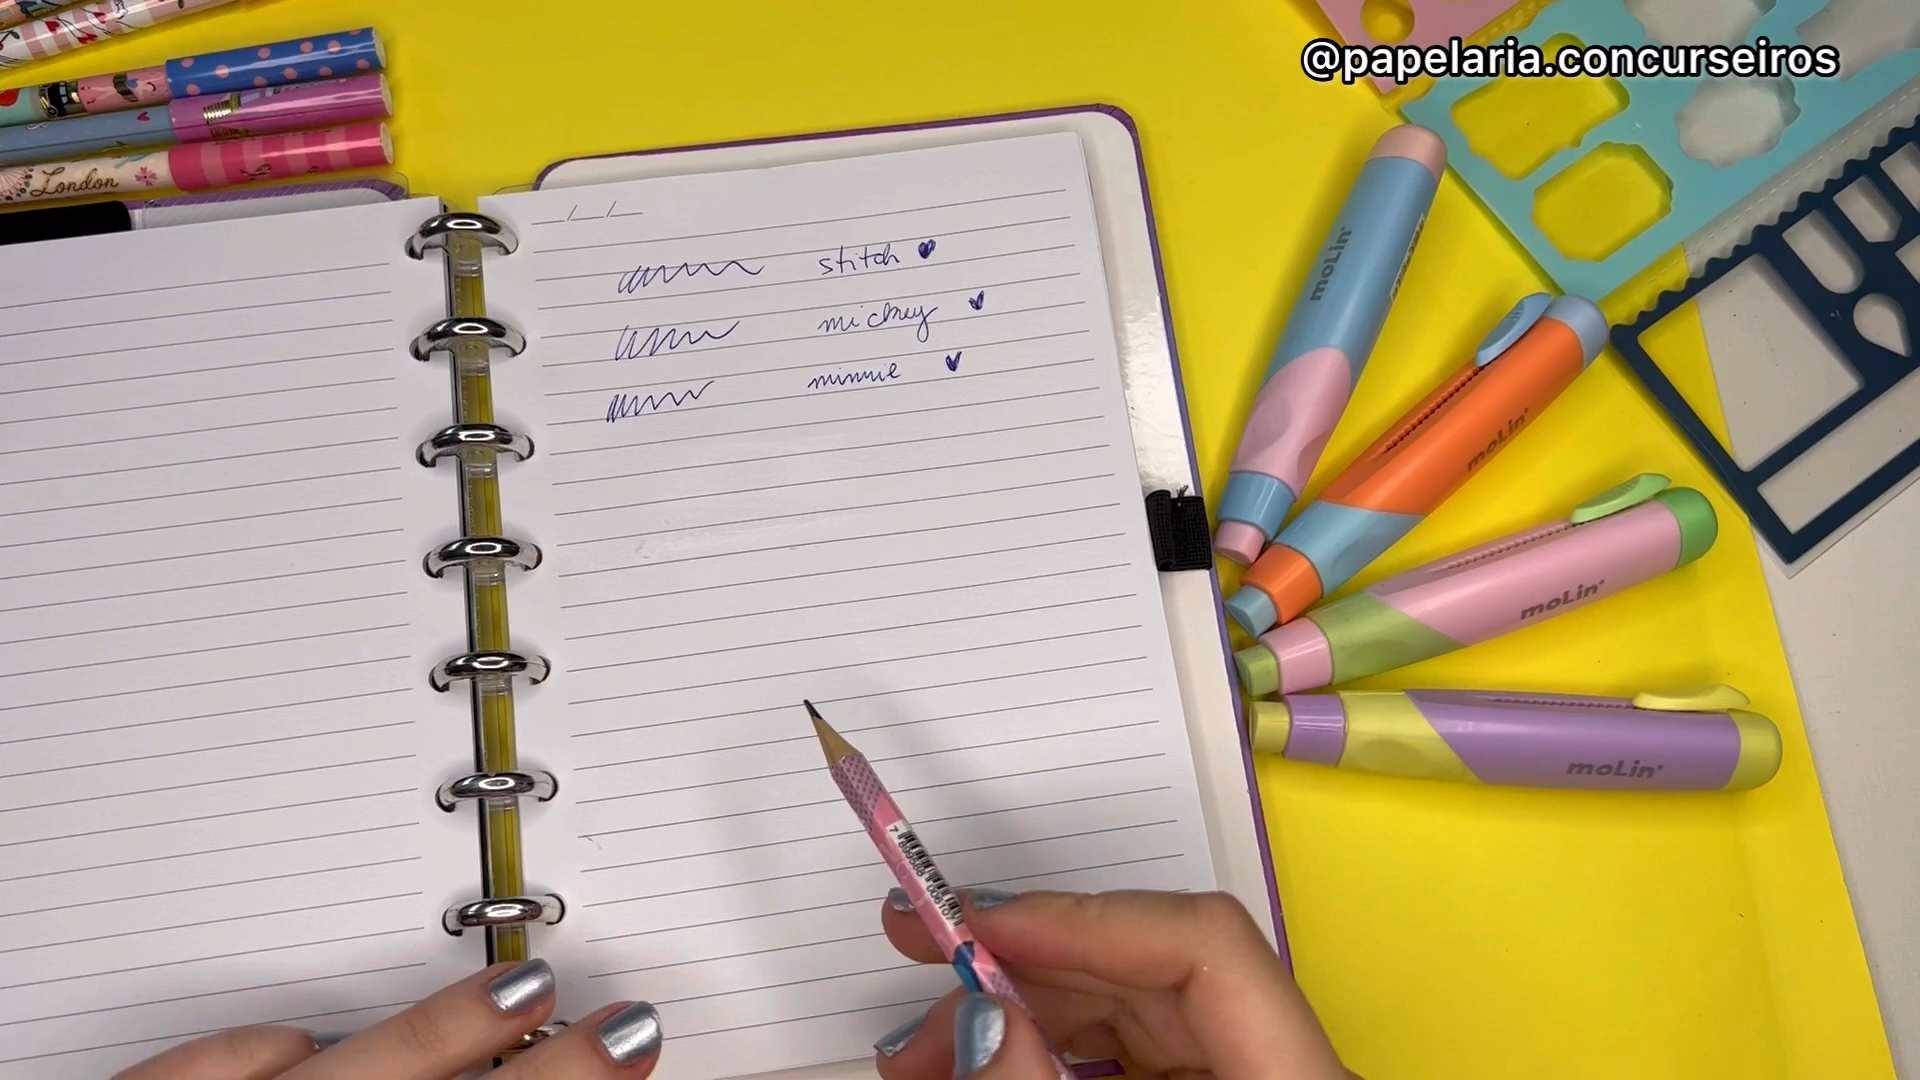 @papelaria.concurseiros
London
stitch
mickey
minnie
moLin
moLin
moLin
moLin